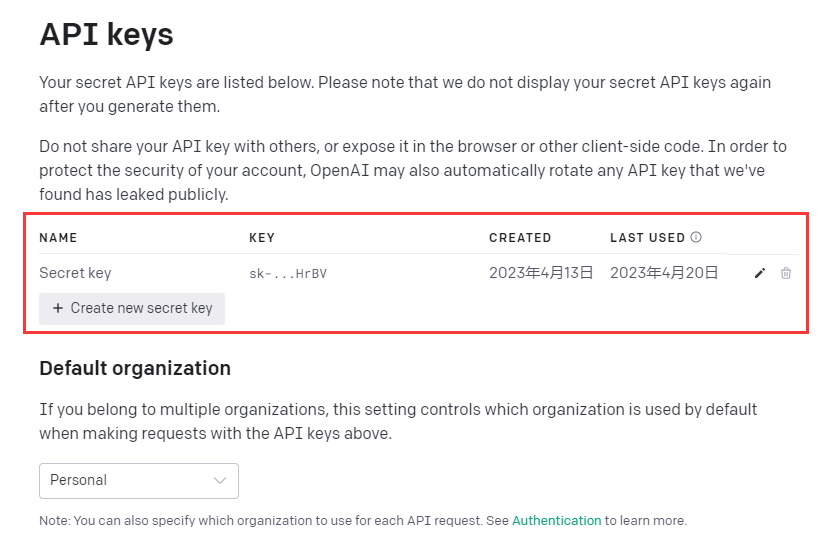 API keys
Your secret API keys are listed below. Please note that we do not display your secret API keys again
after you generate them.
Do not share your API key with others, or expose it in the browser or other client-side code. In order to
protect the security of your account, OpenAI may also automatically rotate any API key that we've
found has leaked publicly.
NAME KEY CREATED LAST USED
Secret key sk-...HrBV 2023年4月13日 2023年4月20日
+ Create new secret key
Default organization
If you belong to multiple organizations, this setting controls which organization is used by default
when making requests with the API keys above.
Personal
Note: You can also specify which organization to use for each API request. See Authentication to learn more.